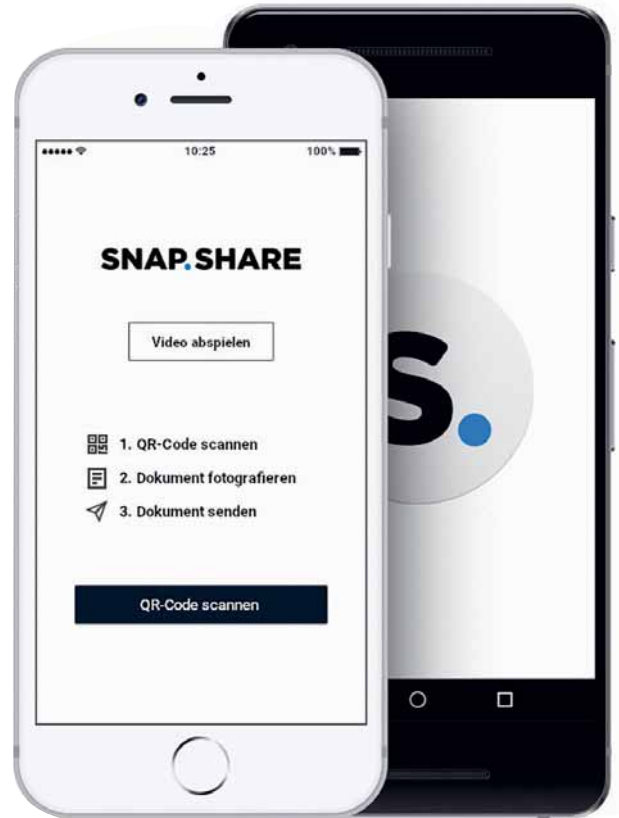 10:25
100%
SNAP.SHARE
Video abspielen
1. QR-Code scannen
2. Dokument fotografieren
3. Dokument senden
QR-Code scannen
S.